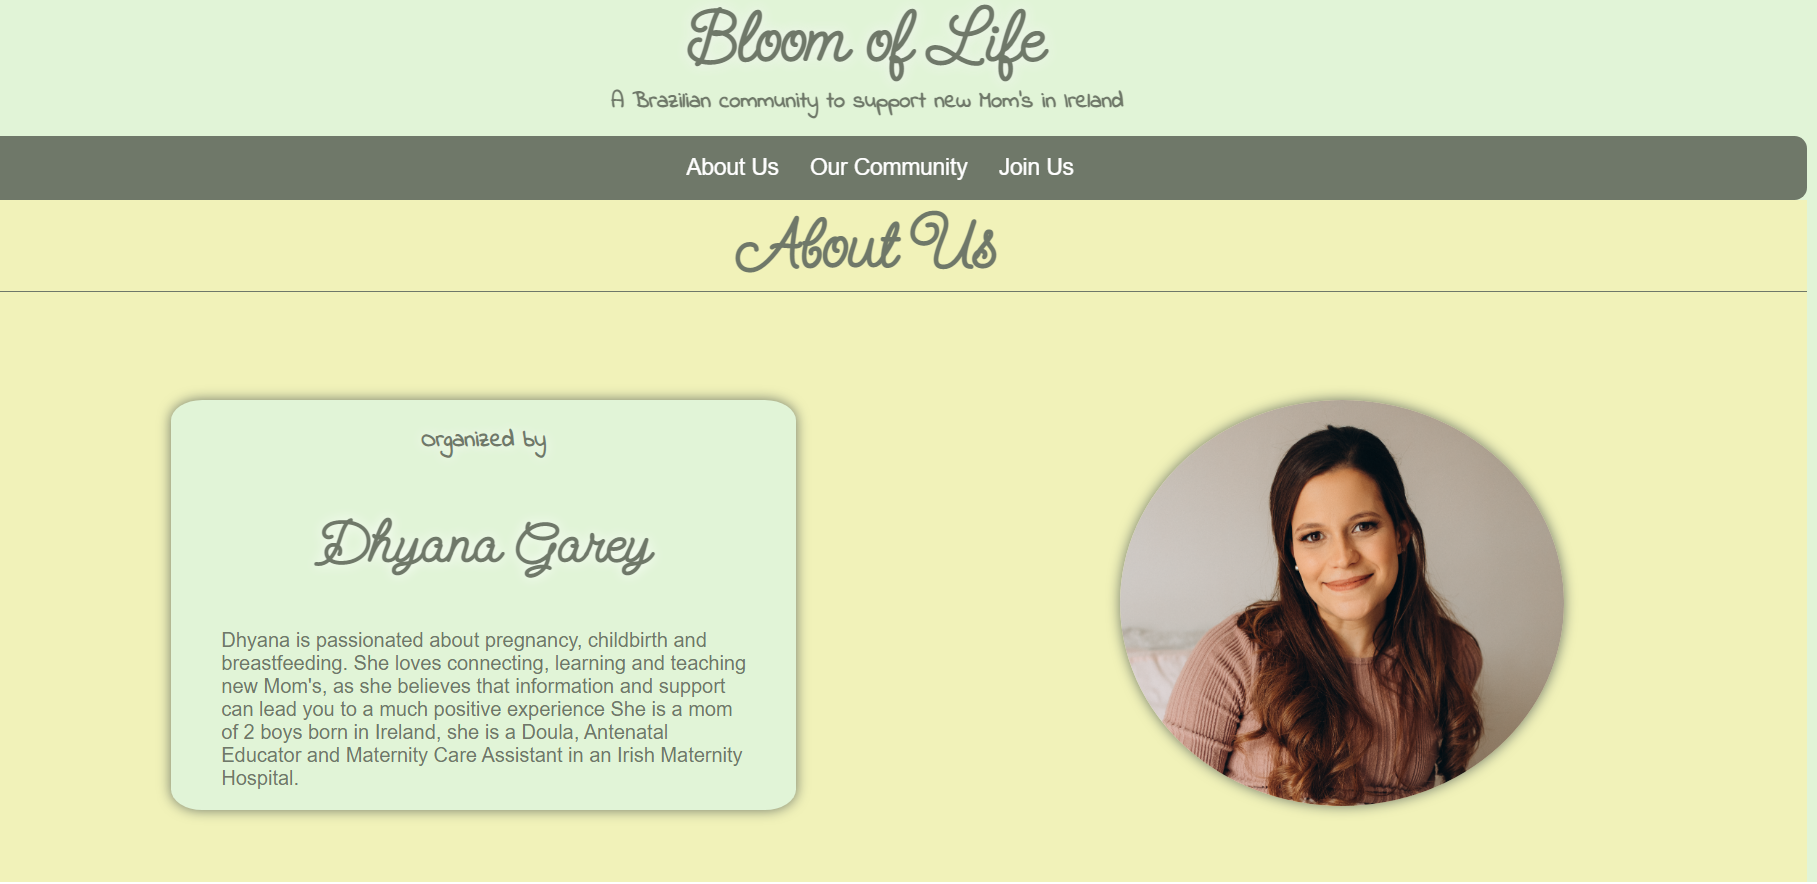 Bloom of Life
A Brazilian community to support new Mom's in Ireland
About Us Our Community Join Us
About Us
organized by
Dhyana Garey
Dhyana is passionated about pregnancy, childbirth and
breastfeeding. She loves connecting, learning and teaching
new Mom's, as she believes that information and support
can lead you to a much positive experience She is a mom
of 2 boys born in Ireland, she is a Doula, Antenatal
Educator and Maternity Care Assistant in an Irish Maternity
Hospital.